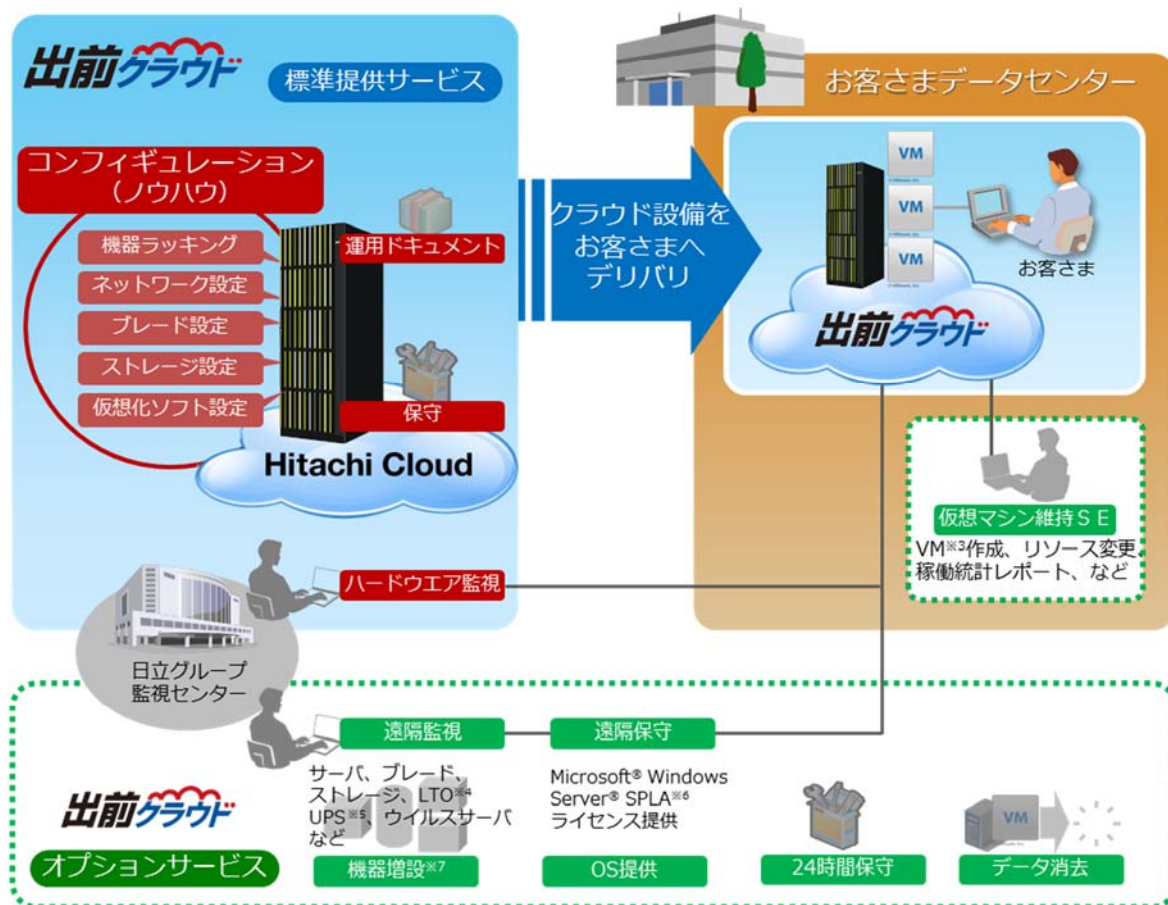 出前クラウド
標準提供サービス
コンフィギュレーション
（ノウハウ）
機器ラッキング
ネットワーク設定
ブレード設定
ストレージ設定
仮想化ソフト設定
運用ドキュメント
保守
Hitachi Cloud
ハードウエア監視
日立グループ
監視センター
クラウド設備を
お客さまへ
デリバリ
お客さまデータセンター
VM
VM
VM
お客さま
出前クラウド
仮想マシン維持ＳＥ
VM※3作成、リソース変更、
稼働統計レポート、など
出前クラウド
オプションサービス
遠隔監視
遠隔保守
サーバ、ブレード、
ストレージ、LTO※4
UPS※5、ウイルスサーバ
など
機器増設※7
Microsoft® Windows
Server® SPLA※6
ライセンス提供
OS提供
24時間保守
VM
データ消去